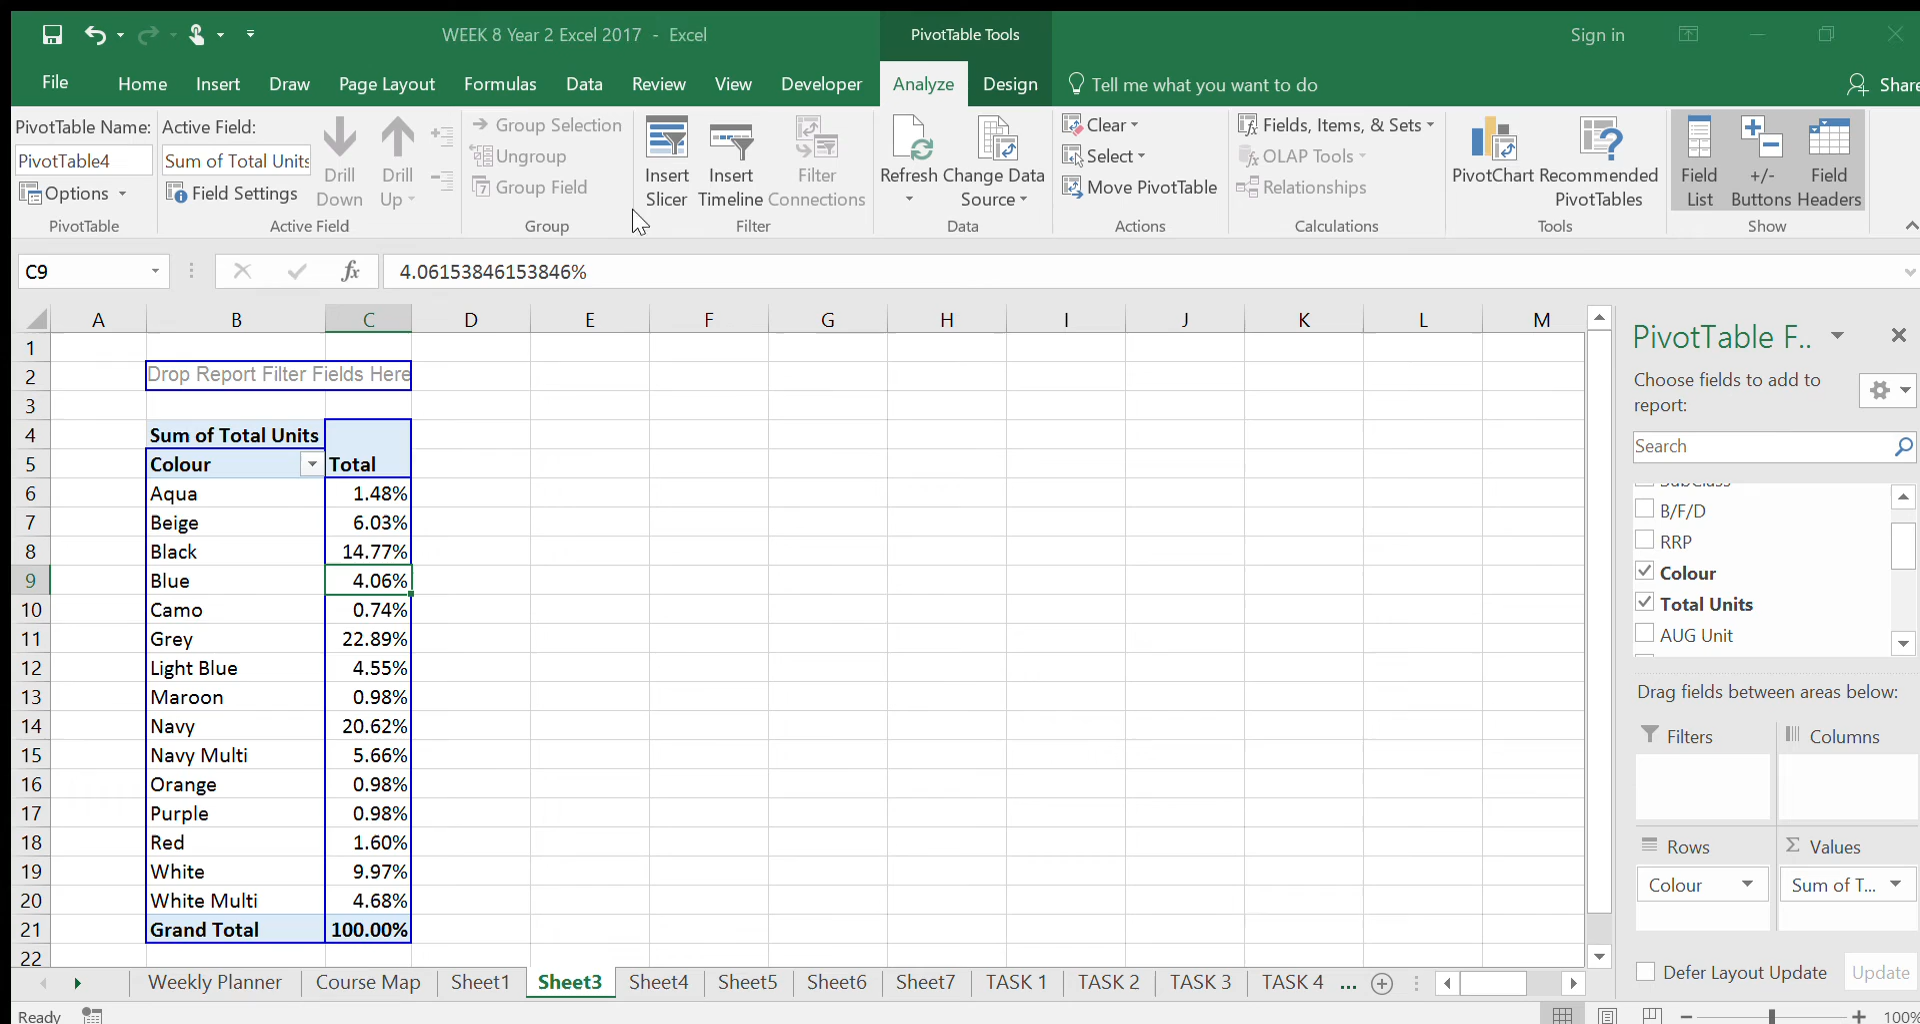 WEEK 8 Year 2 Excel 2017 - Excel
PivotTable Tools
Sign in
File Home Insert Draw Page Layout Formulas Data Review View Developer Analyze Design Tell me what you want to do Share
PivotTable Name:
PivotTable4
Options
PivotTable
Active Field:
Sum of Total Units
Field Settings
Drill Down
Drill Up
Active Field
Group Selection
Ungroup
Group Field
Group
Insert Slicer
Insert Timeline
Filter Connections
Filter
Refresh
Change Data Source
Data
Clear
Select
Move PivotTable
Actions
Fields, Items, & Sets
OLAP Tools
Relationships
Calculations
PivotChart
Recommended PivotTables
Tools
Field List
+/- Buttons
Field Headers
Show
C9
fx
4.06153846153846%
A B C D E F G H I J K L M
1
2 Drop Report Filter Fields Here
3
4 Sum of Total Units
5 Colour Total
6 Aqua 1.48%
7 Beige 6.03%
8 Black 14.77%
9 Blue 4.06%
10 Camo 0.74%
11 Grey 22.89%
12 Light Blue 4.55%
13 Maroon 0.98%
14 Navy 20.62%
15 Navy Multi 5.66%
16 Orange 0.98%
17 Purple 0.98%
18 Red 1.60%
19 White 9.97%
20 White Multi 4.68%
21 Grand Total 100.00%
22
PivotTable F..
Choose fields to add to
report:
Search
B/F/D
RRP
Colour
Total Units
AUG Unit
Drag fields between areas below:
Filters Columns
Rows Values
Colour Sum of T...
Defer Layout Update Update
Weekly Planner Course Map Sheet1 Sheet3 Sheet4 Sheet5 Sheet6 Sheet7 TASK 1 TASK 2 TASK 3 TASK 4 ...
Ready
100%